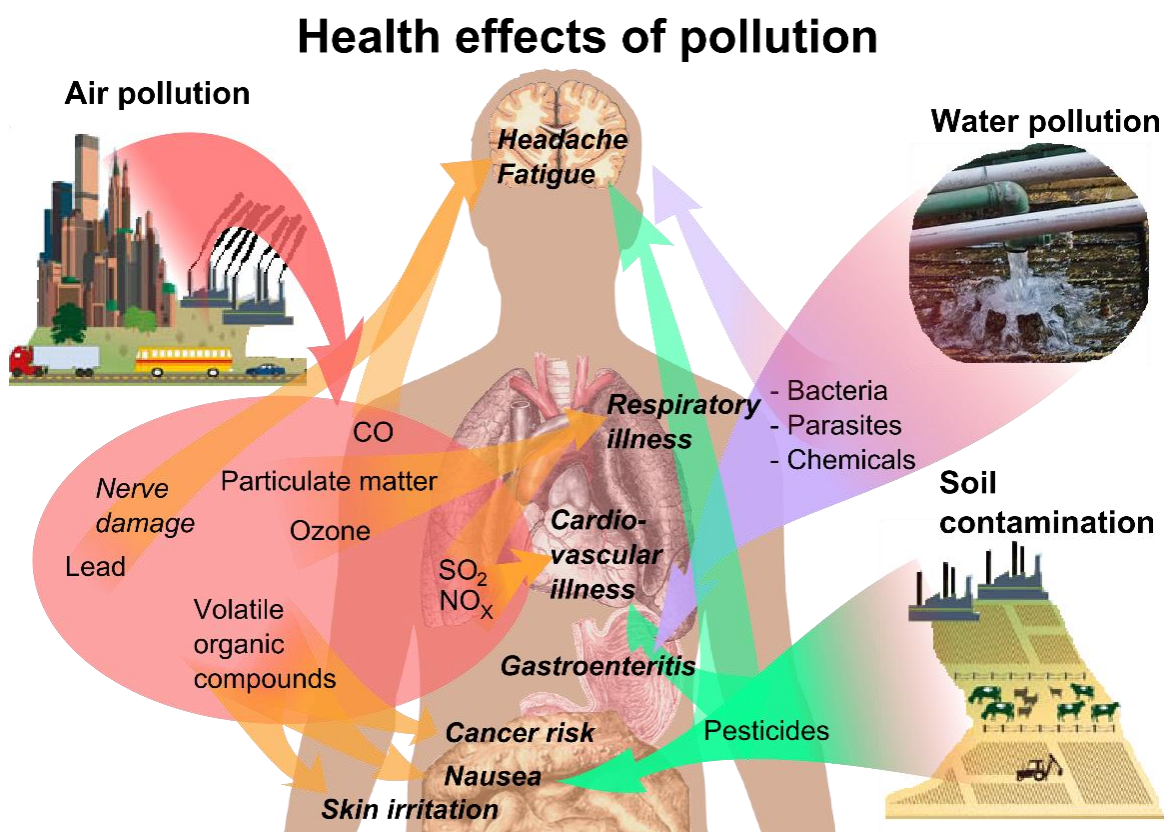 Health effects of pollution
Air pollution
Water pollution
Headache
Fatigue
CO
Particulate matter
Ozone
Nerve
damage
Lead
SO2
NOX
Volatile
organic
compounds
Respiratory
illness
Cardio-
vascular
illness
- Bacteria
- Parasites
- Chemicals
Soil
contamination
Gastroenteritis
Pesticides
Cancer risk
Nausea
Skin irritation